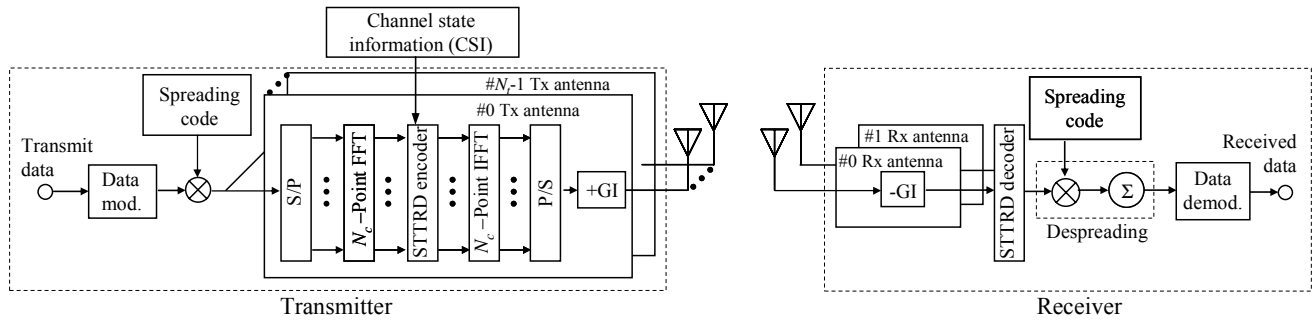 Channel state
information (CSI)
Spreading
code
Transmit
data
Data
mod.
#Nt-1 Tx antenna
#0 Tx antenna
S/P
Nc –Point FFT
STTRD encoder
Nc –Point IFFT
P/S
+GI
Transmitter
#1 Rx antenna
#0 Rx antenna
-GI
STTRD decoder
Spreading
code
Σ
Despreading
Data
demod.
Received
data
Receiver